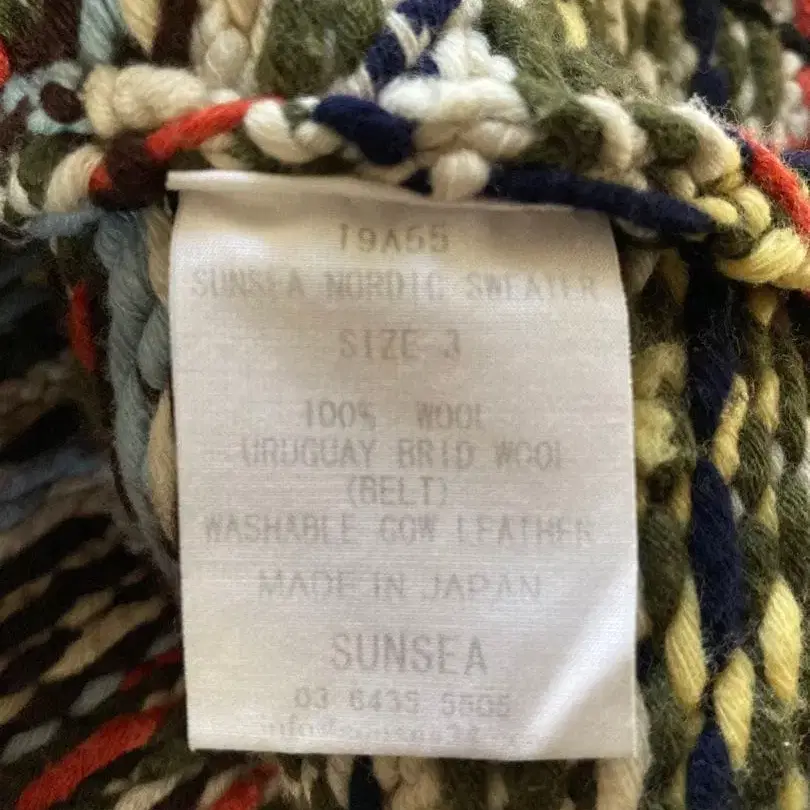 19A55
SUNSEA NORDIC SWEATER
SIZE 3
100% WOOL
URUGUAY BRID WOOL
(BELT)
WASHABLE COW LEATHER
MADE IN JAPAN
SUNSEA
03 6435 5505